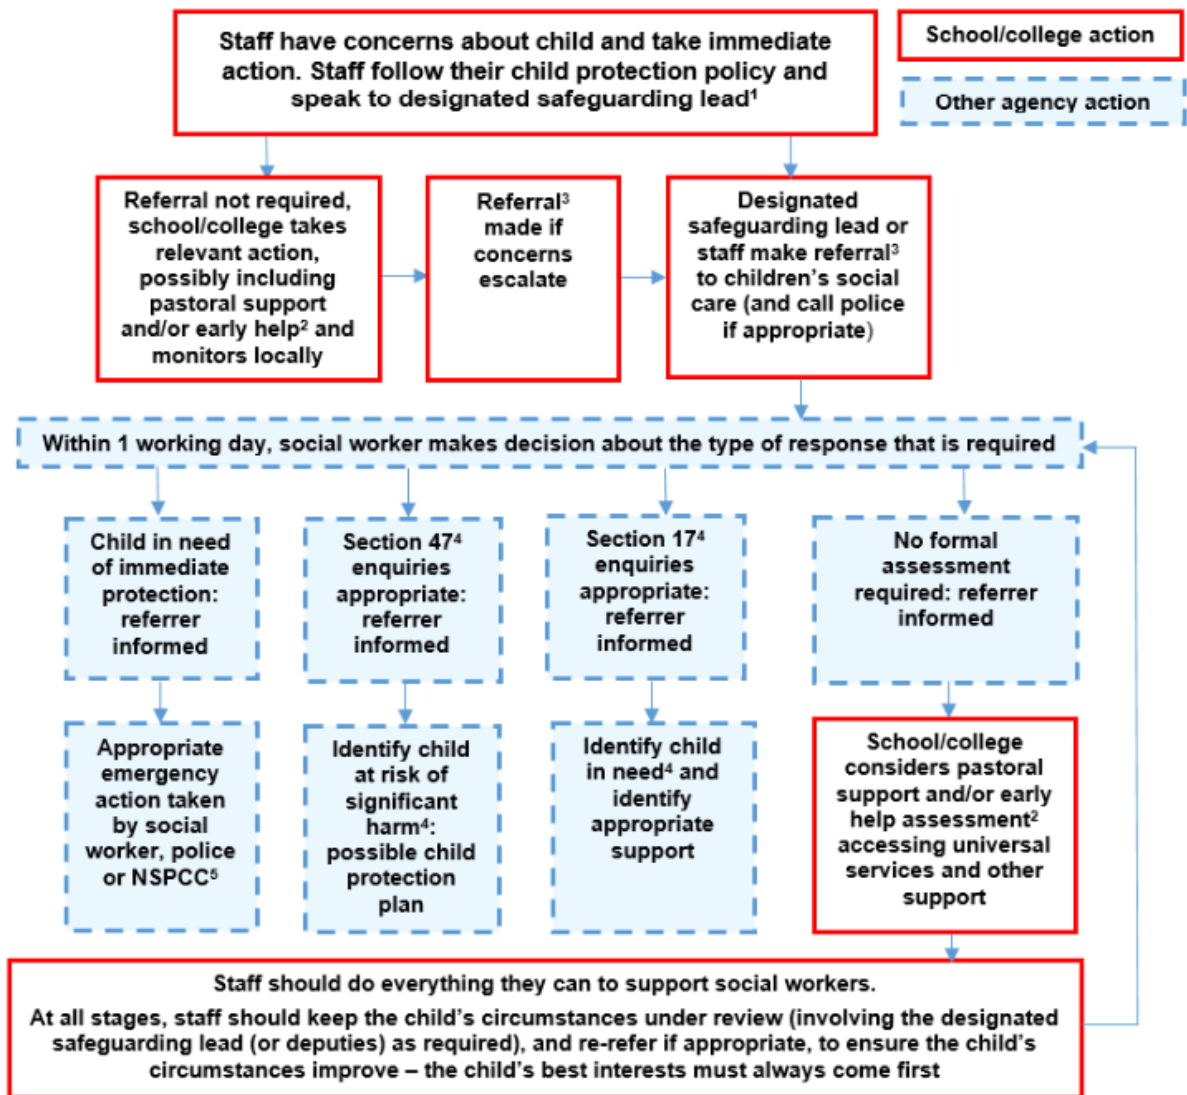 Staff have concerns about child and take immediate
action. Staff follow their child protection policy and
speak to designated safeguarding lead¹
School/college action
Other agency action
Referral not required,
school/college takes
relevant action,
possibly including
pastoral support
and/or early help² and
monitors locally
Referral³
made if
concerns
escalate
Designated
safeguarding lead or
staff make referral³
to children’s social
care (and call police
if appropriate)
Within 1 working day, social worker makes decision about the type of response that is required
Child in need
of immediate
protection:
referrer
informed
Section 47⁴
enquiries
appropriate:
referrer
informed
Section 17⁴
enquiries
appropriate:
referrer
informed
No formal
assessment
required: referrer
informed
Appropriate
emergency
action taken
by social
worker, police
or NSPCC⁵
Identify child
at risk of
significant
harm⁴:
possible child
protection
plan
Identify child
in need⁴ and
identify
appropriate
support
School/college
considers pastoral
support and/or early
help assessment²
accessing universal
services and other
support
Staff should do everything they can to support social workers.
At all stages, staff should keep the child’s circumstances under review (involving the designated
safeguarding lead (or deputies) as required), and re-refer if appropriate, to ensure the child’s
circumstances improve – the child’s best interests must always come first